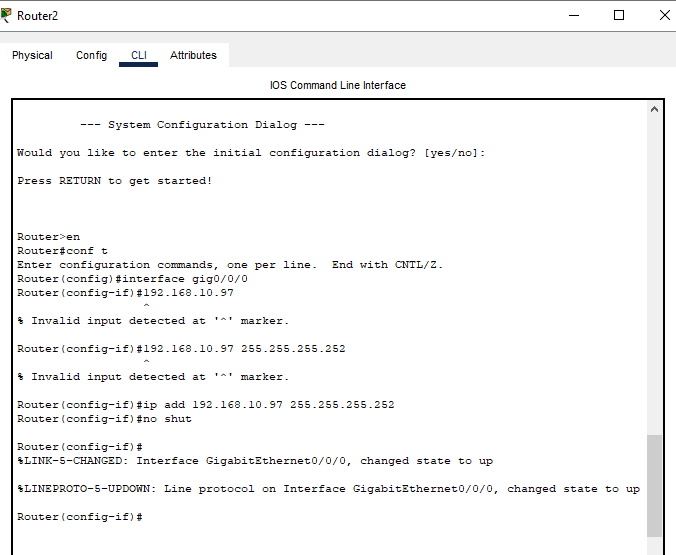 Router2
Physical Config CLI Attributes
IOS Command Line Interface
--- System Configuration Dialog ---
Would you like to enter the initial configuration dialog? [yes/no]:
Press RETURN to get started!
Router>en
Router#conf t
Enter configuration commands, one per line.  End with CNTL/Z.
Router(config)#interface gig0/0/0
Router(config-if)#192.168.10.97
^
% Invalid input detected at '^' marker.
Router(config-if)#192.168.10.97 255.255.255.252
^
% Invalid input detected at '^' marker.
Router(config-if)#ip add 192.168.10.97 255.255.255.252
Router(config-if)#no shut
Router(config-if)#
%LINK-5-CHANGED: Interface GigabitEthernet0/0/0, changed state to up
%LINEPROTO-5-UPDOWN: Line protocol on Interface GigabitEthernet0/0/0, changed state to up
Router(config-if)#